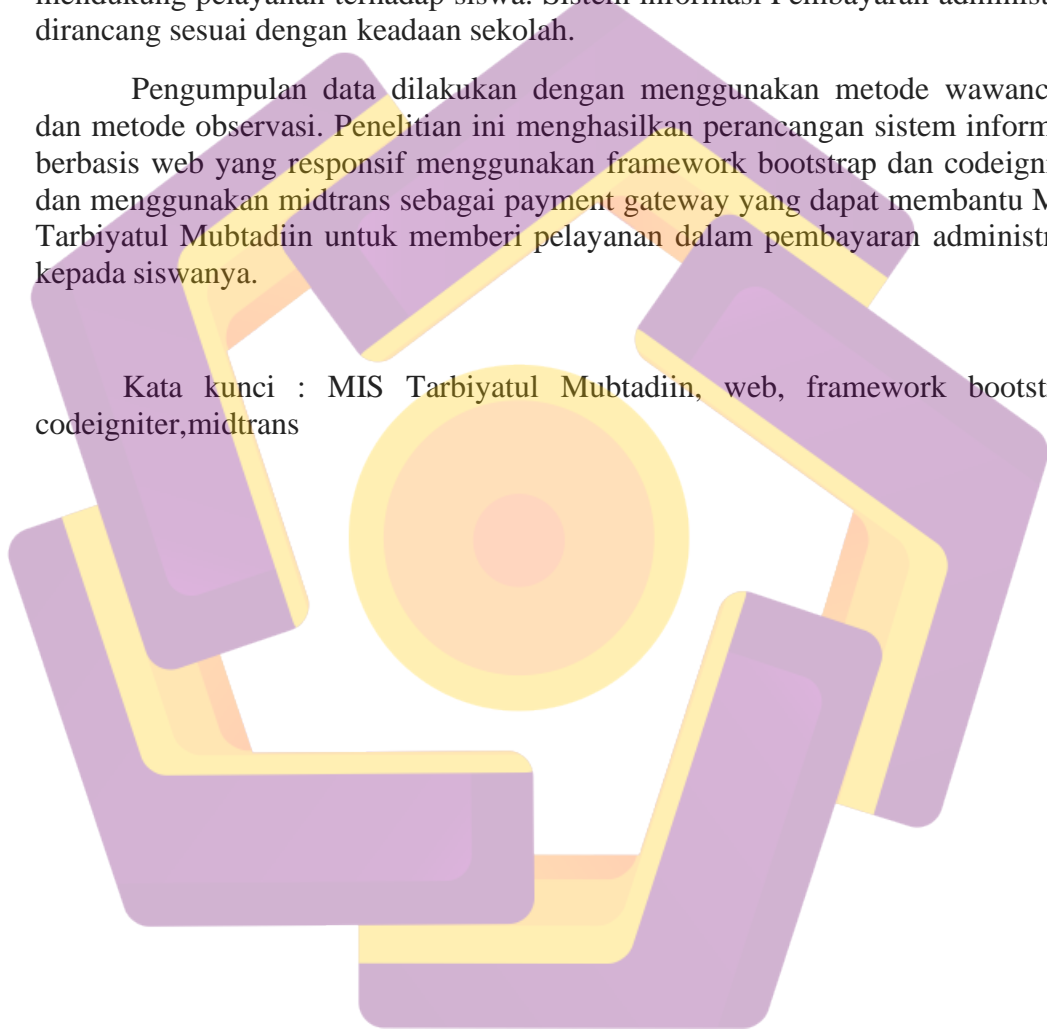 mendukung pelayanan terhadap siswa. Sistem Informasi Pembayaran administ
dirancang sesuai dengan keadaan sekolah.
Pengumpulan data dilakukan dengan menggunakan metode wawanc
dan metode observasi. Penelitian ini menghasilkan perancangan sistem inform
berbasis web yang responsif menggunakan framework bootstrap dan codeigni
dan menggunakan midtrans sebagai payment gateway yang dapat membantu M
Tarbiyatul Mubtadiin untuk memberi pelayanan dalam pembayaran administr
kepada siswanya.
Kata kunci : MIS Tarbiyatul Mubtadiin, web, framework bootst
codeigniter,midtrans